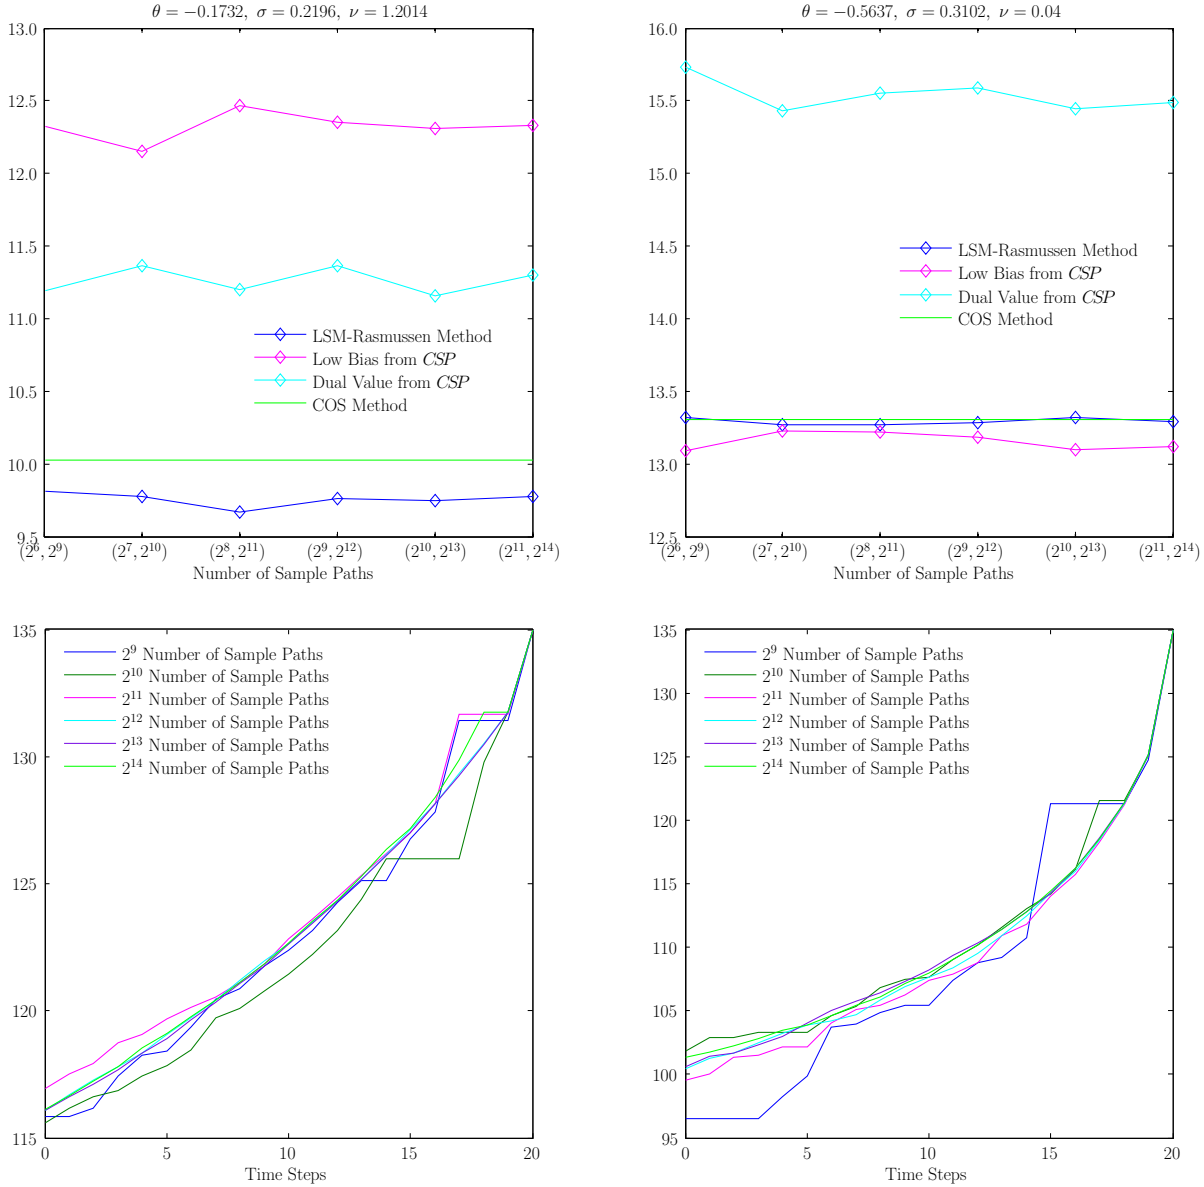 θ = −0.1732, σ = 0.2196, ν = 1.2014
13.0
12.5
12.0
11.5
11.0
10.5
10.0
9.5
LSM-Rasmussen Method
Low Bias from CSP
Dual Value from CSP
COS Method
(2⁶, 2⁹) (2⁷, 2¹⁰) (2⁸, 2¹¹) (2⁹, 2¹²) (2¹⁰, 2¹³) (2¹¹, 2¹⁴)
Number of Sample Paths
θ = −0.5637, σ = 0.3102, ν = 0.04
16.0
15.5
15.0
14.5
14.0
13.5
13.0
12.5
LSM-Rasmussen Method
Low Bias from CSP
Dual Value from CSP
COS Method
(2⁶, 2⁹) (2⁷, 2¹⁰) (2⁸, 2¹¹) (2⁹, 2¹²) (2¹⁰, 2¹³) (2¹¹, 2¹⁴)
Number of Sample Paths
135
130
125
120
115
2⁹ Number of Sample Paths
2¹⁰ Number of Sample Paths
2¹¹ Number of Sample Paths
2¹² Number of Sample Paths
2¹³ Number of Sample Paths
2¹⁴ Number of Sample Paths
0 5 10 15 20
Time Steps
135
130
125
120
115
110
105
100
95
2⁹ Number of Sample Paths
2¹⁰ Number of Sample Paths
2¹¹ Number of Sample Paths
2¹² Number of Sample Paths
2¹³ Number of Sample Paths
2¹⁴ Number of Sample Paths
0 5 10 15 20
Time Steps